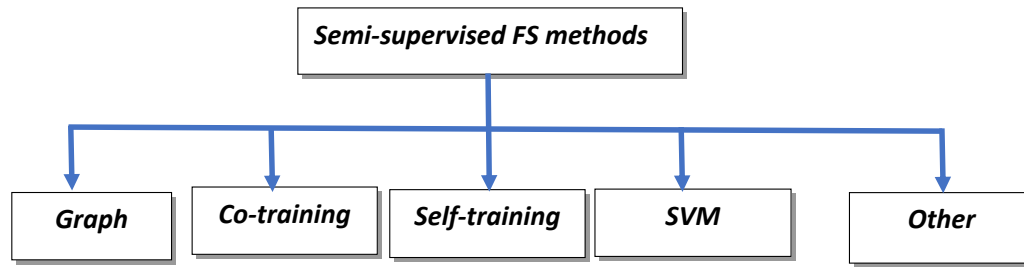 Semi-supervised FS methods
Graph
Co-training
Self-training
SVM
Other